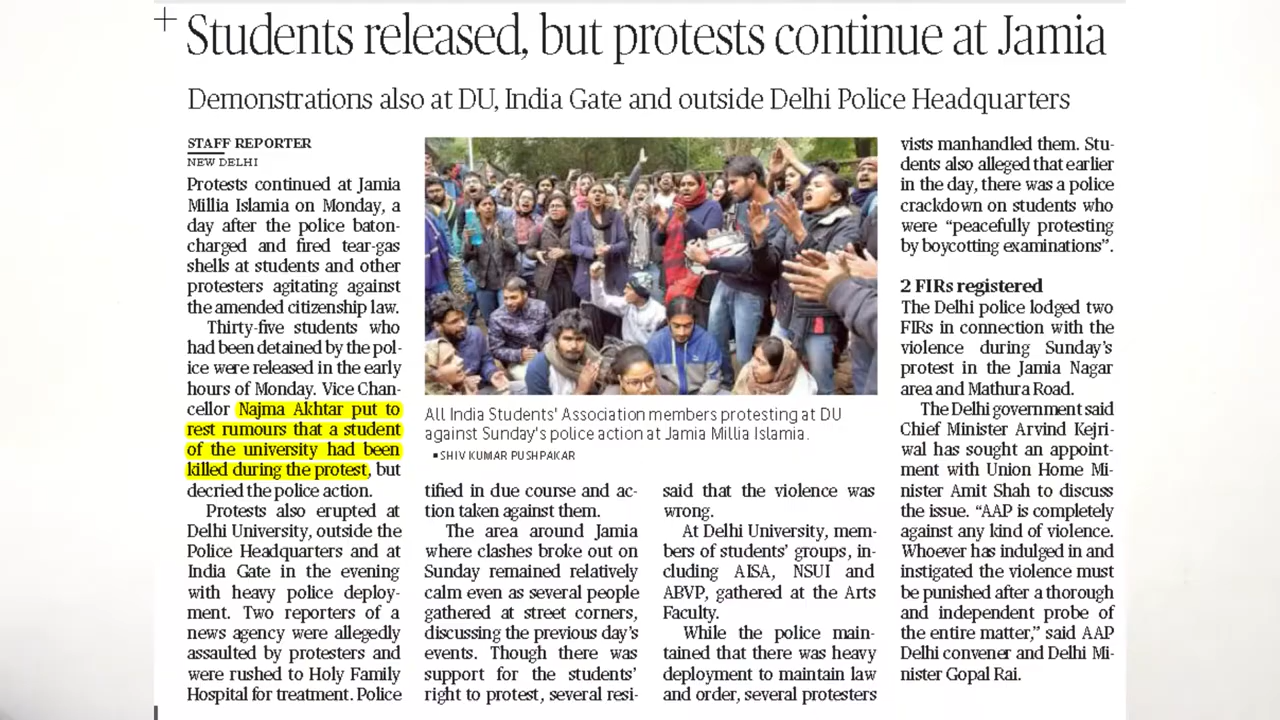 Students released, but protests continue at Jamia
Demonstrations also at DU, India Gate and outside Delhi Police Headquarters
STAFF REPORTER
NEW DELHI
Protests continued at Jamia
Millia Islamia on Monday, a
day after the police baton-
charged and fired tear-gas
shells at students and other
protesters agitating against
the amended citizenship law.
Thirty-five students who
had been detained by the pol-
ice were released in the early
hours of Monday. Vice Chan-
cellor Najma Akhtar put to
rest rumours that a student
of the university had been
killed during the protest, but
decried the police action.
Protests also erupted at
Delhi University, outside the
Police Headquarters and at
India Gate in the evening
with heavy police deploy-
ment. Two reporters of a
news agency were allegedly
assaulted by protesters and
were rushed to Holy Family
Hospital for treatment. Police
All India Students' Association members protesting at DU
against Sunday's police action at Jamia Millia Islamia.
▪ SHIV KUMAR PUSHPAKAR
tified in due course and ac-
tion taken against them.
The area around Jamia
where clashes broke out on
Sunday remained relatively
calm even as several people
gathered at street corners,
discussing the previous day's
events. Though there was
support for the students'
right to protest, several resi-
said that the violence was
wrong.
At Delhi University, mem-
bers of students' groups, in-
cluding AISA, NSUI and
ABVP, gathered at the Arts
Faculty.
While the police main-
tained that there was heavy
deployment to maintain law
and order, several protesters
vists manhandled them. Stu-
dents also alleged that earlier
in the day, there was a police
crackdown on students who
were “peacefully protesting
by boycotting examinations”.
2 FIRs registered
The Delhi police lodged two
FIRs in connection with the
violence during Sunday's
protest in the Jamia Nagar
area and Mathura Road.
The Delhi government said
Chief Minister Arvind Kejri-
wal has sought an appoint-
ment with Union Home Mi-
nister Amit Shah to discuss
the issue. “AAP is completely
against any kind of violence.
Whoever has indulged in and
instigated the violence must
be punished after a thorough
and independent probe of
the entire matter,” said AAP
Delhi convener and Delhi Mi-
nister Gopal Rai.